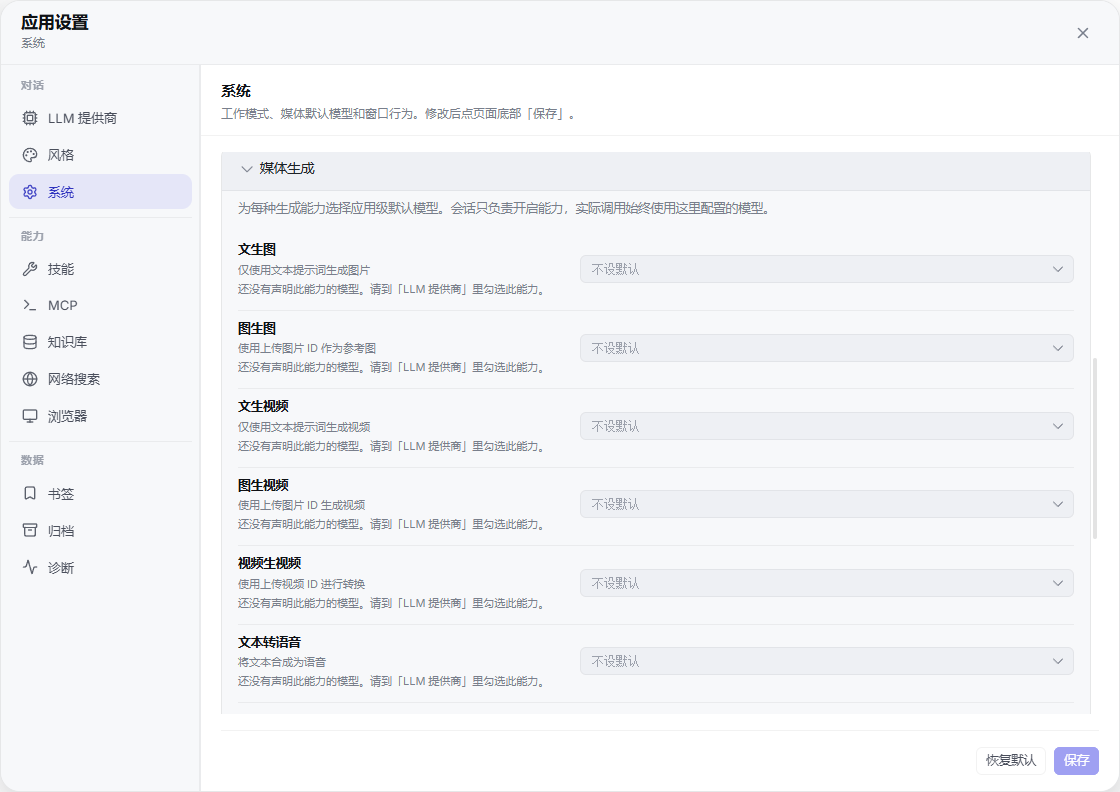 应用设置
系统
对话
LLM 提供商
风格
系统
能力
技能
MCP
知识库
网络搜索
浏览器
数据
书签
归档
诊断
系统
工作模式、媒体默认模型和窗口行为。修改后点页面底部「保存」。
媒体生成
为每种生成能力选择应用级默认模型。会话只负责开启能力，实际调用始终使用这里配置的模型。
文生图
仅使用文本提示词生成图片
还没有声明此能力的模型。请到「LLM 提供商」里勾选此能力。
不设默认
图生图
使用上传图片 ID 作为参考图
还没有声明此能力的模型。请到「LLM 提供商」里勾选此能力。
不设默认
文生视频
仅使用文本提示词生成视频
还没有声明此能力的模型。请到「LLM 提供商」里勾选此能力。
不设默认
图生视频
使用上传图片 ID 生成视频
还没有声明此能力的模型。请到「LLM 提供商」里勾选此能力。
不设默认
视频生视频
使用上传视频 ID 进行转换
还没有声明此能力的模型。请到「LLM 提供商」里勾选此能力。
不设默认
文本转语音
将文本合成为语音
还没有声明此能力的模型。请到「LLM 提供商」里勾选此能力。
不设默认
恢复默认
保存